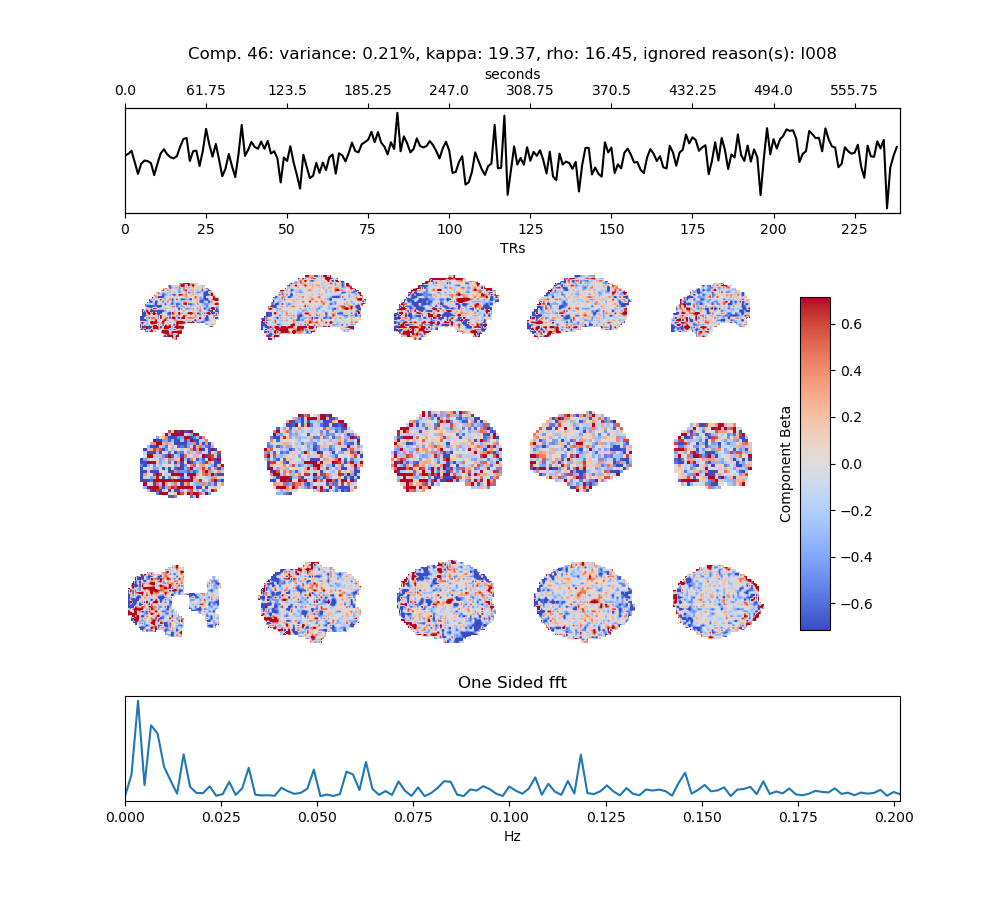 Comp. 46: variance: 0.21%, kappa: 19.37, rho: 16.45, ignored reason(s): I008
seconds
0.0 61.75 123.5 185.25 247.0 308.75 370.5 432.25 494.0 555.75
0 25 50 75 100 125 150 175 200 225
TRs
0.6
0.4
0.2
0.0
−0.2
−0.4
−0.6
Component Beta
One Sided fft
0.000 0.025 0.050 0.075 0.100 0.125 0.150 0.175 0.200
Hz